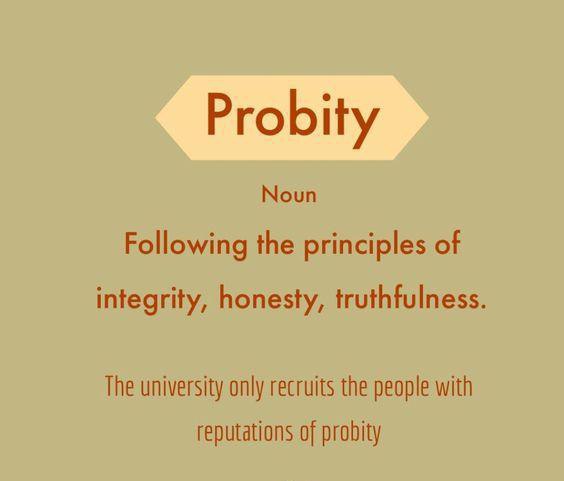 Probity
Noun
Following the principles of
integrity, honesty, truthfulness.
The university only recruits the people with
reputations of probity